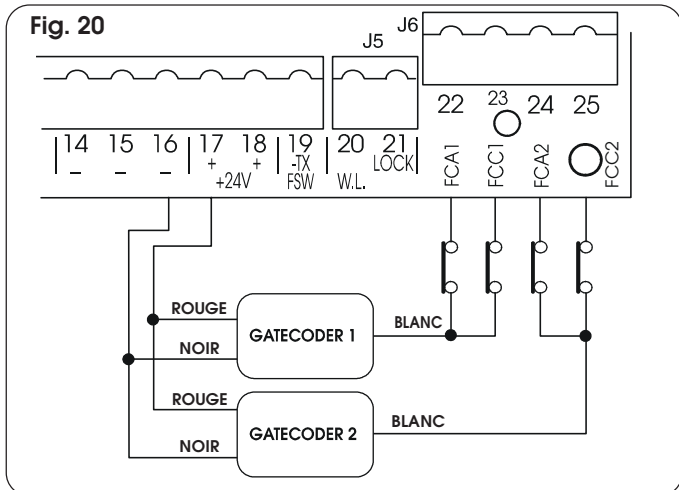 Fig. 20
J5
J6
22 23 24 25
14 15 16 17 18 19 20 21
- - - + + -TX LOCK
+24V FSW W.L.
FCA1 FCC1 FCA2 FCC2
ROUGE
GATECODER 1
BLANC
NOIR
ROUGE
GATECODER 2
BLANC
NOIR